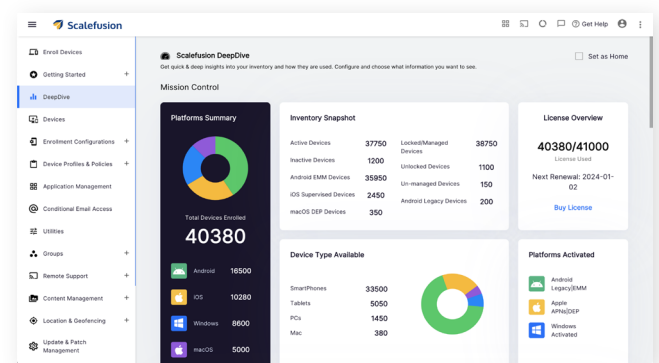 Scalefusion
Get Help
Enroll Devices
Getting Started +
DeepDive
Devices
Enrollment Configurations +
Device Profiles & Policies +
Application Management
Conditional Email Access
Utilities
Groups +
Remote Support +
Content Management +
Location & Geofencing +
Update & Patch
Management
Scalefusion DeepDive
Set as Home
Get quick & deep insights into your inventory and how they are used. Configure and choose what information you want to see.
Mission Control
Platforms Summary
Total Devices Enrolled
40380
Android 16500
iOS 10280
Windows 8600
macOS 5000
Inventory Snapshot
Active Devices 37750
Inactive Devices 1200
Android EMM Devices 35950
iOS Supervised Devices 2450
macOS DEP Devices 350
Locked/Managed
Devices 38750
Unlocked Devices 1100
Un-managed Devices 150
Android Legacy Devices 200
License Overview
40380/41000
License Used
Next Renewal: 2024-01-
02
Buy License
Device Type Available
SmartPhones 33500
Tablets 5050
PCs 1450
Mac 380
Platforms Activated
Android
Legacy|EMM
Apple
APNs|DEP
Windows
Activated